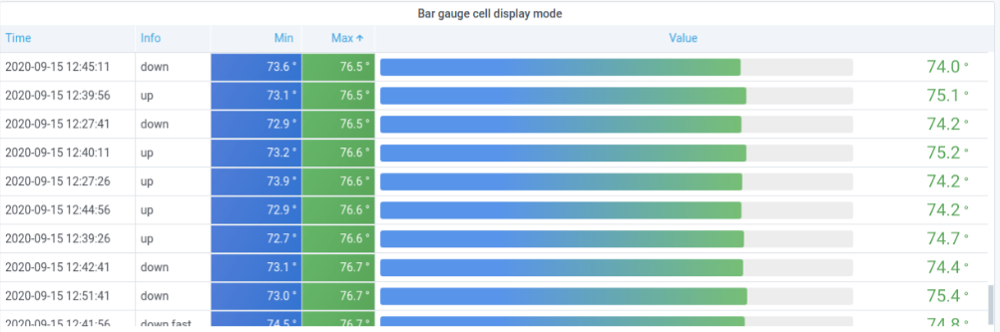 Bar gauge cell display mode
Time Info Min Max ↑ Value
2020-09-15 12:45:11 down 73.6 ° 76.5 ° 74.0 °
2020-09-15 12:39:56 up 73.1 ° 76.5 ° 75.1 °
2020-09-15 12:27:41 down 72.9 ° 76.5 ° 74.2 °
2020-09-15 12:40:11 up 73.2 ° 76.6 ° 75.2 °
2020-09-15 12:27:26 up 73.9 ° 76.6 ° 74.2 °
2020-09-15 12:44:56 up 72.9 ° 76.6 ° 74.2 °
2020-09-15 12:39:26 up 72.7 ° 76.6 ° 74.7 °
2020-09-15 12:42:41 down 73.1 ° 76.7 ° 74.4 °
2020-09-15 12:51:41 down 73.0 ° 76.7 ° 75.4 °
2020-09-15 12:41:56 down fast 74.5 ° 76.7 ° 74.8 °